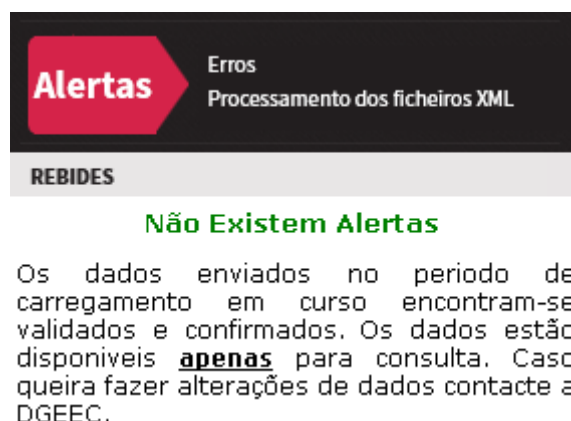 Alertas
Erros
Processamento dos ficheiros XML
REBIDES
Não Existem Alertas
Os dados enviados no periodo de
carregamento em curso encontram-se
validados e confirmados. Os dados estão
disponiveis apenas para consulta. Caso
queira fazer alterações de dados contacte a
DGEEC.